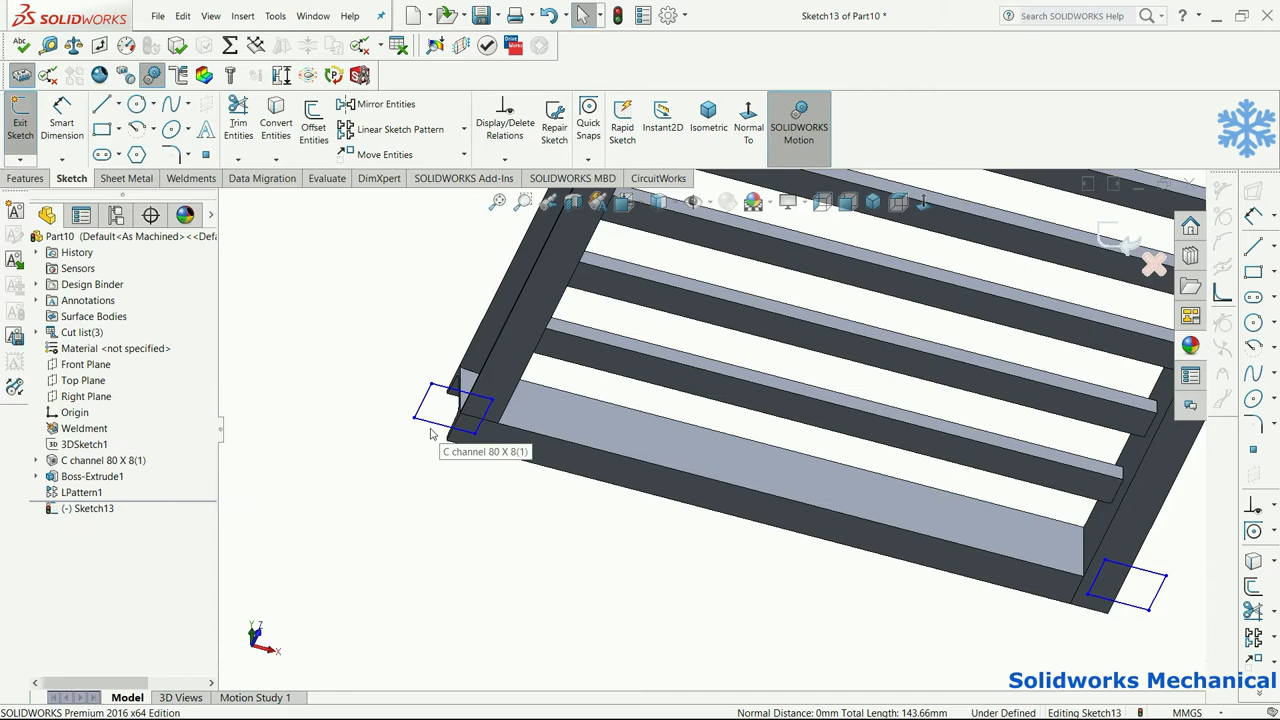 SOLIDWORKS
File
Edit
View
Insert
Tools
Window
Help
Sketch13 of Part10 *
Search SOLIDWORKS Help
Exit Sketch
Smart Dimension
Trim Entities
Convert Entities
Offset Entities
Mirror Entities
Linear Sketch Pattern
Move Entities
Display/Delete Relations
Repair Sketch
Quick Snaps
Rapid Sketch
Instant2D
Isometric
Normal To
SOLIDWORKS Motion
Features
Sketch
Sheet Metal
Weldments
Data Migration
Evaluate
DimXpert
SOLIDWORKS Add-Ins
SOLIDWORKS MBD
CircuitWorks
Part10 (Default<As Machined><<Defa
History
Sensors
Design Binder
Annotations
Surface Bodies
Cut list(3)
Material <not specified>
Front Plane
Top Plane
Right Plane
Origin
Weldment
3DSketch1
C channel 80 X 8(1)
Boss-Extrude1
LPattern1
(-) Sketch13
C channel 80 X 8(1)
Y
Z
X
Solidworks Mechanical
Model
3D Views
Motion Study 1
SOLIDWORKS Premium 2016 x64 Edition
Normal Distance: 0mm Total Length: 143.66mm
Under Defined
Editing Sketch13
MMGS